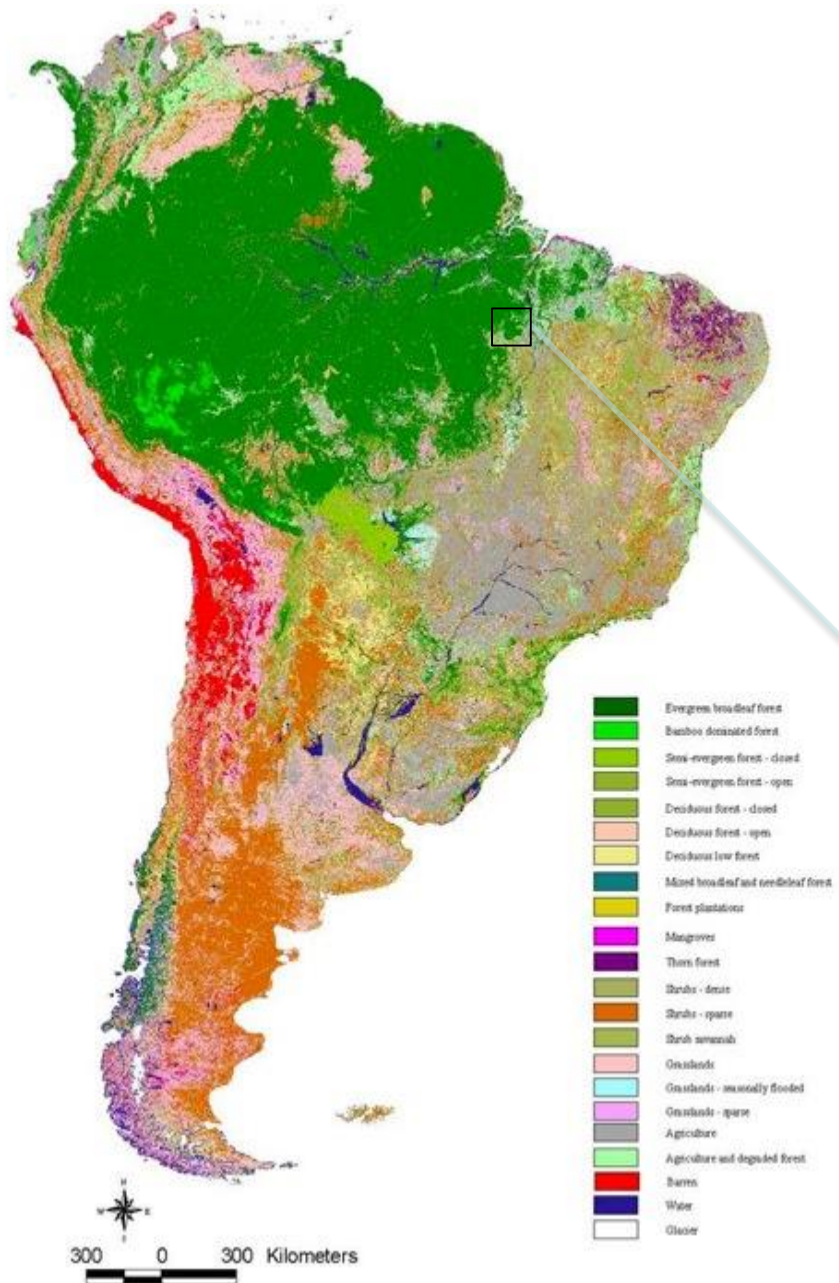 Evergreen broadleaf forest
Bamboo dominated forest
Semi-evergreen forest - closed
Semi-evergreen forest - open
Deciduous forest - closed
Deciduous forest - open
Deciduous low forest
Mixed broadleaf and needleleaf forest
Forest plantations
Mangroves
Thorn forest
Shrubs - dense
Shrubs - sparse
Shrub savannah
Grasslands
Grasslands - seasonally flooded
Grasslands - sparse
Agriculture
Agriculture and degraded forest
Barren
Water
Glacier
N
W E
S
300 0 300 Kilometers